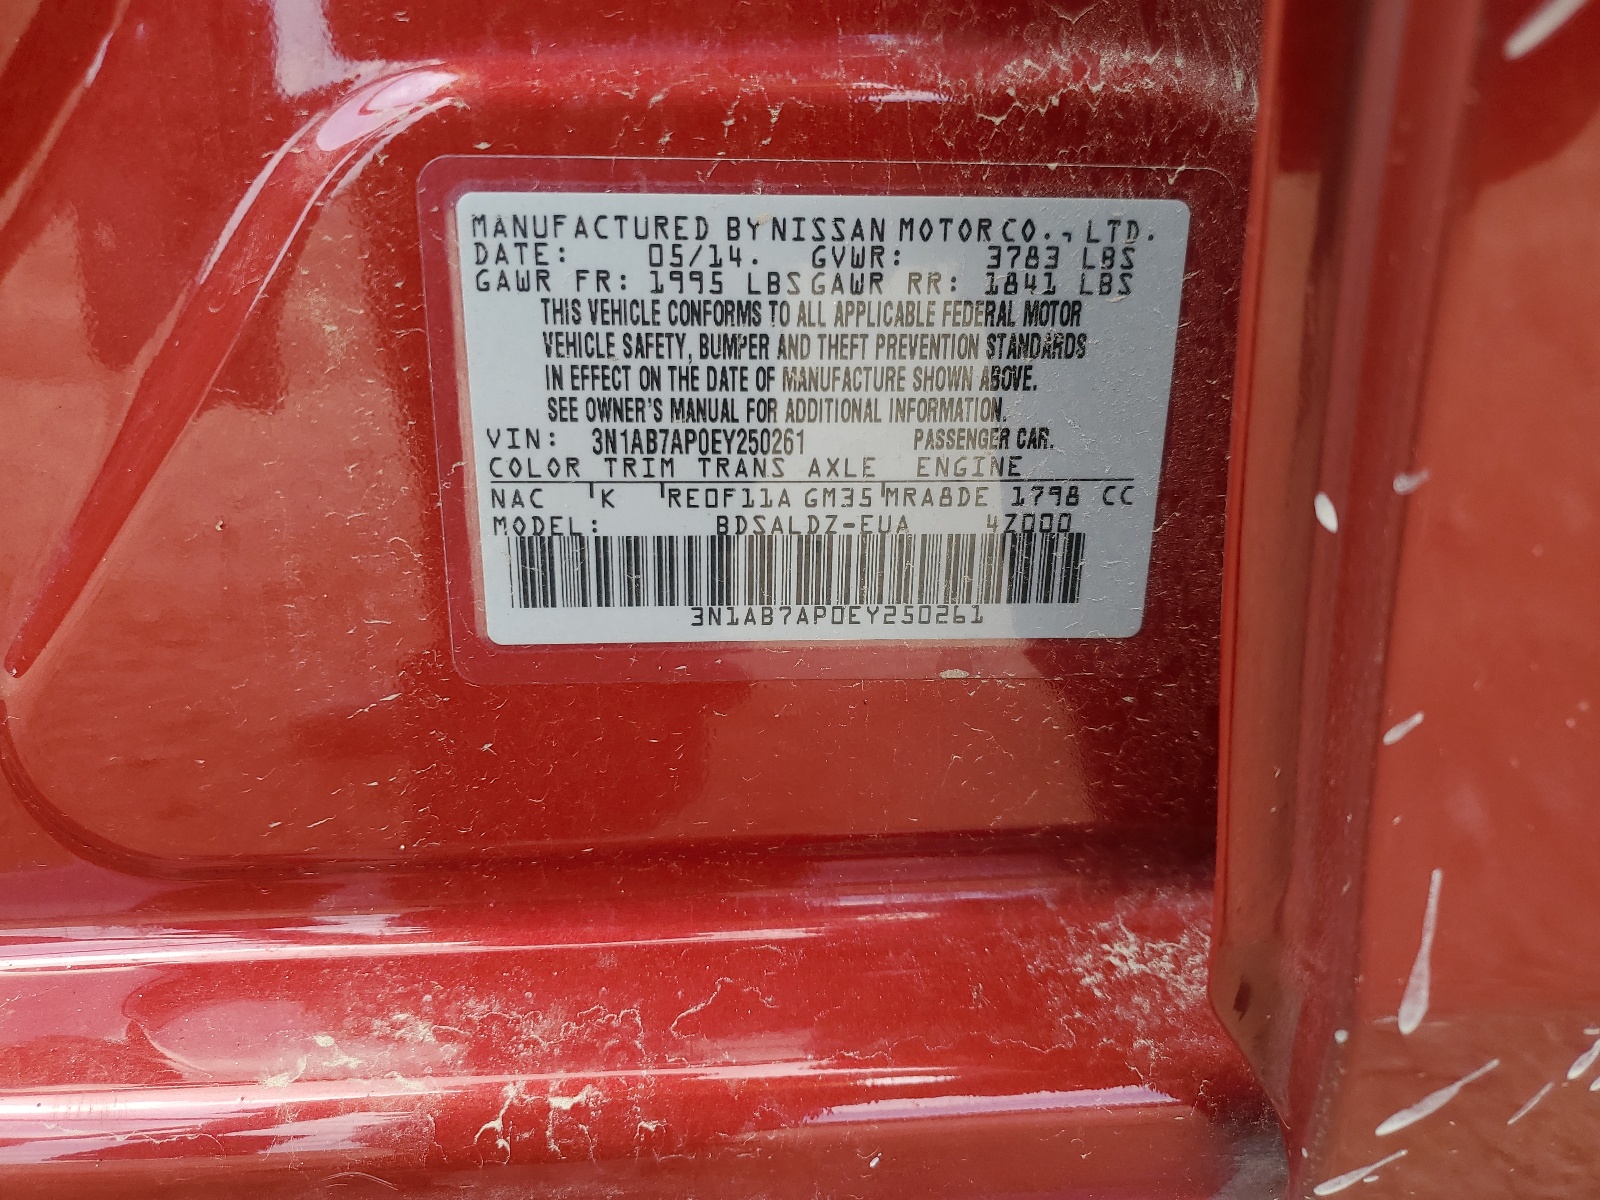 MANUFACTURED BY NISSAN MOTOR CO., LTD.
DATE: 05/14. GVWR: 3783 LBS
GAWR FR: 1995 LBS GAWR RR: 1841 LBS
THIS VEHICLE CONFORMS TO ALL APPLICABLE FEDERAL MOTOR
VEHICLE SAFETY, BUMPER AND THEFT PREVENTION STANDARDS
IN EFFECT ON THE DATE OF MANUFACTURE SHOWN ABOVE.
SEE OWNER'S MANUAL FOR ADDITIONAL INFORMATION.
VIN: 3N1AB7AP0EY250261 PASSENGER CAR.
COLOR TRIM TRANS AXLE ENGINE
NAC K RE0F11A GM35 MRA8DE 1798 CC
MODEL: BDSALDZ-EUA 4Z000
3N1AB7AP0EY250261